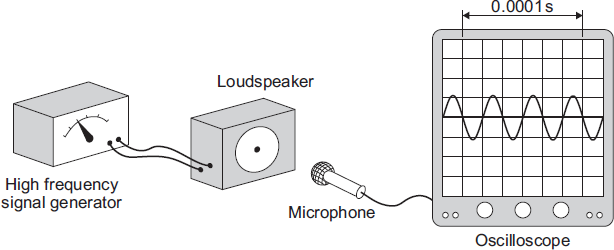 0.0001s
Loudspeaker
High frequency
signal generator
Microphone
Oscilloscope